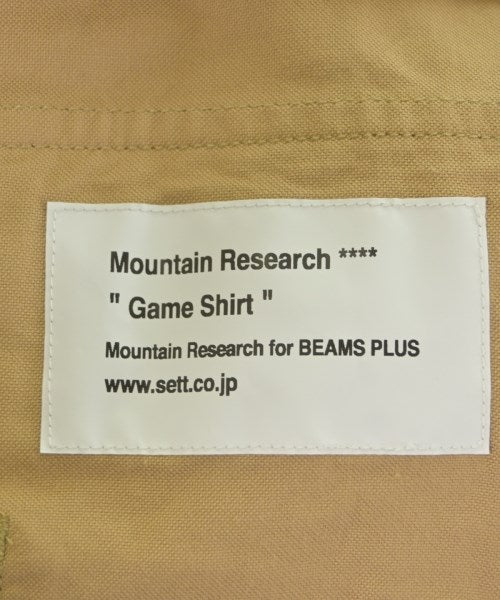 Mountain Research ****
" Game Shirt "
Mountain Research for BEAMS PLUS
www.sett.co.jp